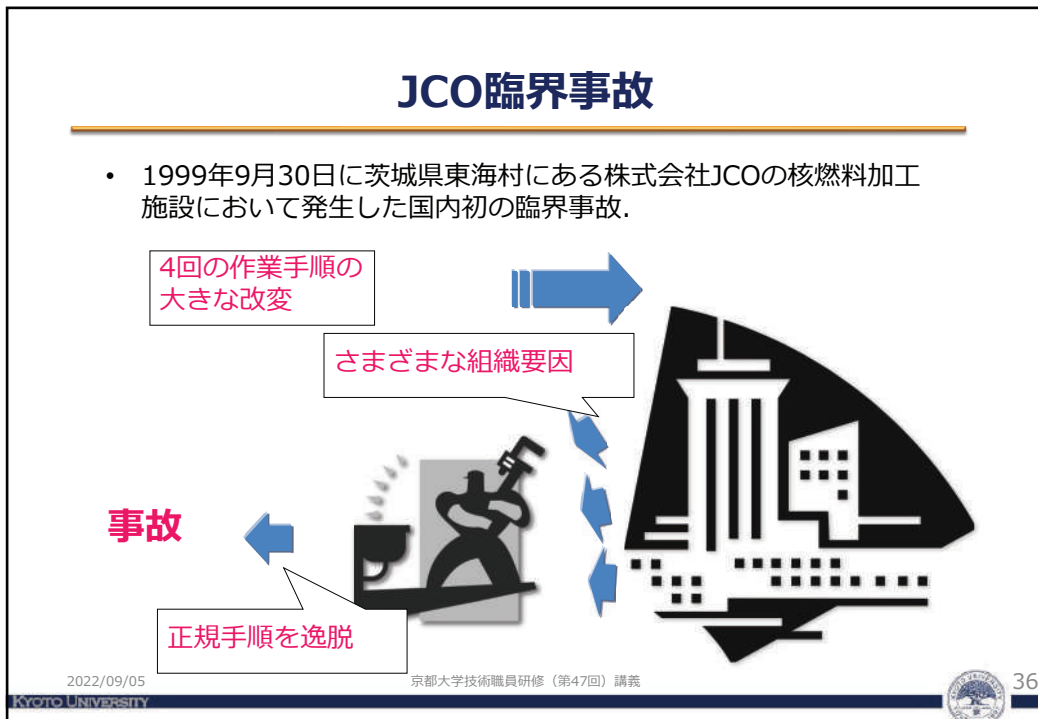 JCO臨界事故
• 1999年9月30日に茨城県東海村にある株式会社JCOの核燃料加工
施設において発生した国内初の臨界事故.
4回の作業手順の
大きな改変
さまざまな組織要因
事故
正規手順を逸脱
2022/09/05
京都大学技術職員研修（第47回）講義
36
KYOTO UNIVERSITY